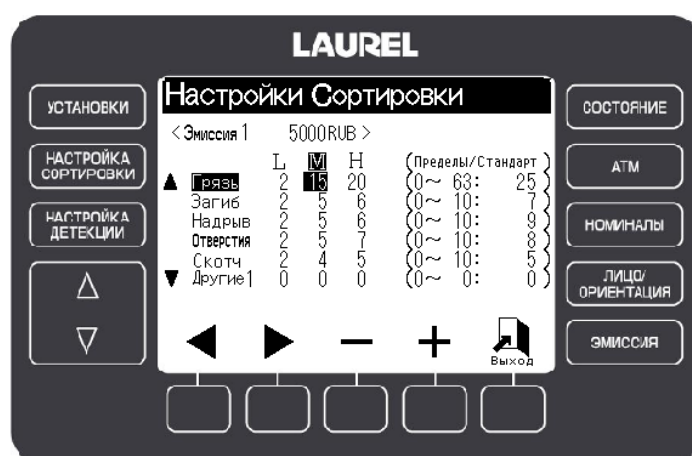 LAUREL
УСТАНОВКИ
НАСТРОЙКА
СОРТИРОВКИ
НАСТРОЙКА
ДЕТЕКЦИИ
Настройки Сортировки
<Эмиссия 1 5000RUB >
L M H (Пределы/Стандарт )
Грязь 2 15 20 (0~ 63: 25 )
Загиб 2 5 6 (0~ 10: 7 )
Надрыв 2 5 6 (0~ 10: 9 )
Отверстия 2 5 7 (0~ 10: 8 )
Скотч 2 4 5 (0~ 10: 5 )
Другие1 0 0 0 (0~ 0: 0 )
Выход
СОСТОЯНИЕ
ATM
НОМИНАЛЫ
ЛИЦО/
ОРИЕНТАЦИЯ
ЭМИССИЯ